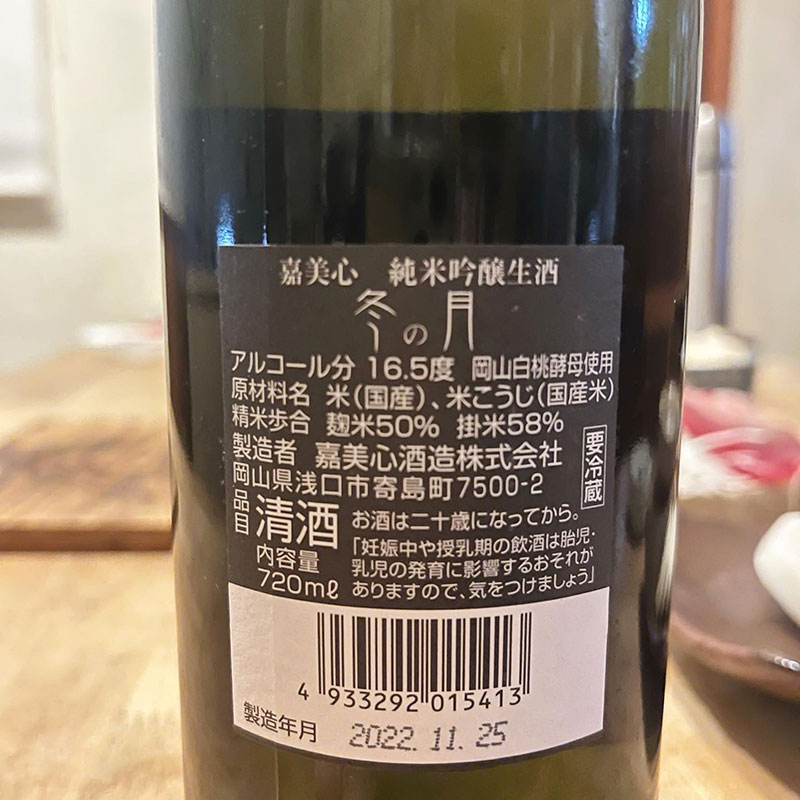 嘉美心 純米吟醸生酒
冬の月
アルコール分 16.5度 岡山白桃酵母使用
原材料名 米(国産)、米こうじ(国産米)
精米歩合 麹米50% 掛米58%
製造者 嘉美心酒造株式会社
岡山県浅口市寄島町7500-2
要冷蔵
品目 清酒 お酒は二十歳になってから。
内容量
720mℓ
「妊娠中や授乳期の飲酒は胎児・
乳児の発育に影響するおそれが
ありますので、気をつけましょう」
4 933292 015413
製造年月 2022.11.25